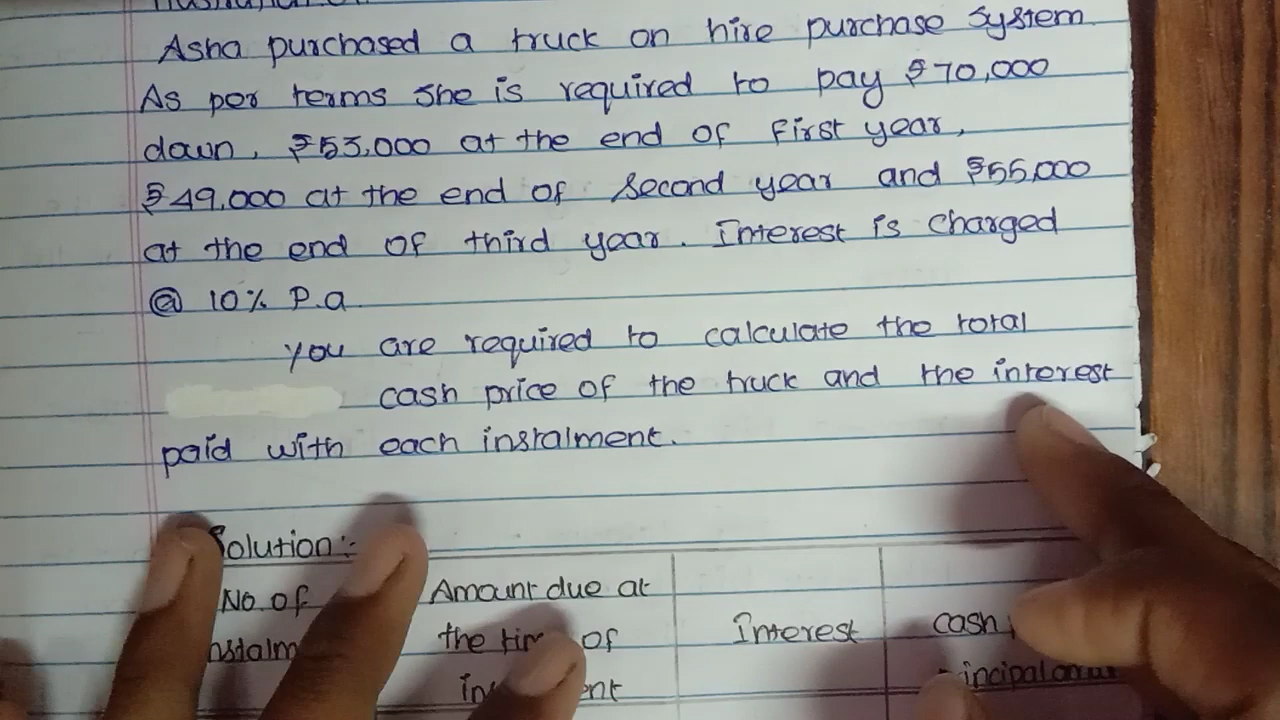 Asha purchased a truck on hire purchase system
As per terms she is required to pay ₹70,000
down, ₹53,000 at the end of first year,
₹49,000 at the end of second year and ₹55,000
at the end of third year. Interest is charged
@ 10% P.a
you are required to calculate the total
cash price of the truck and the interest
paid with each instalment.
Solution:-
No of Amount due at
the of Interest cash